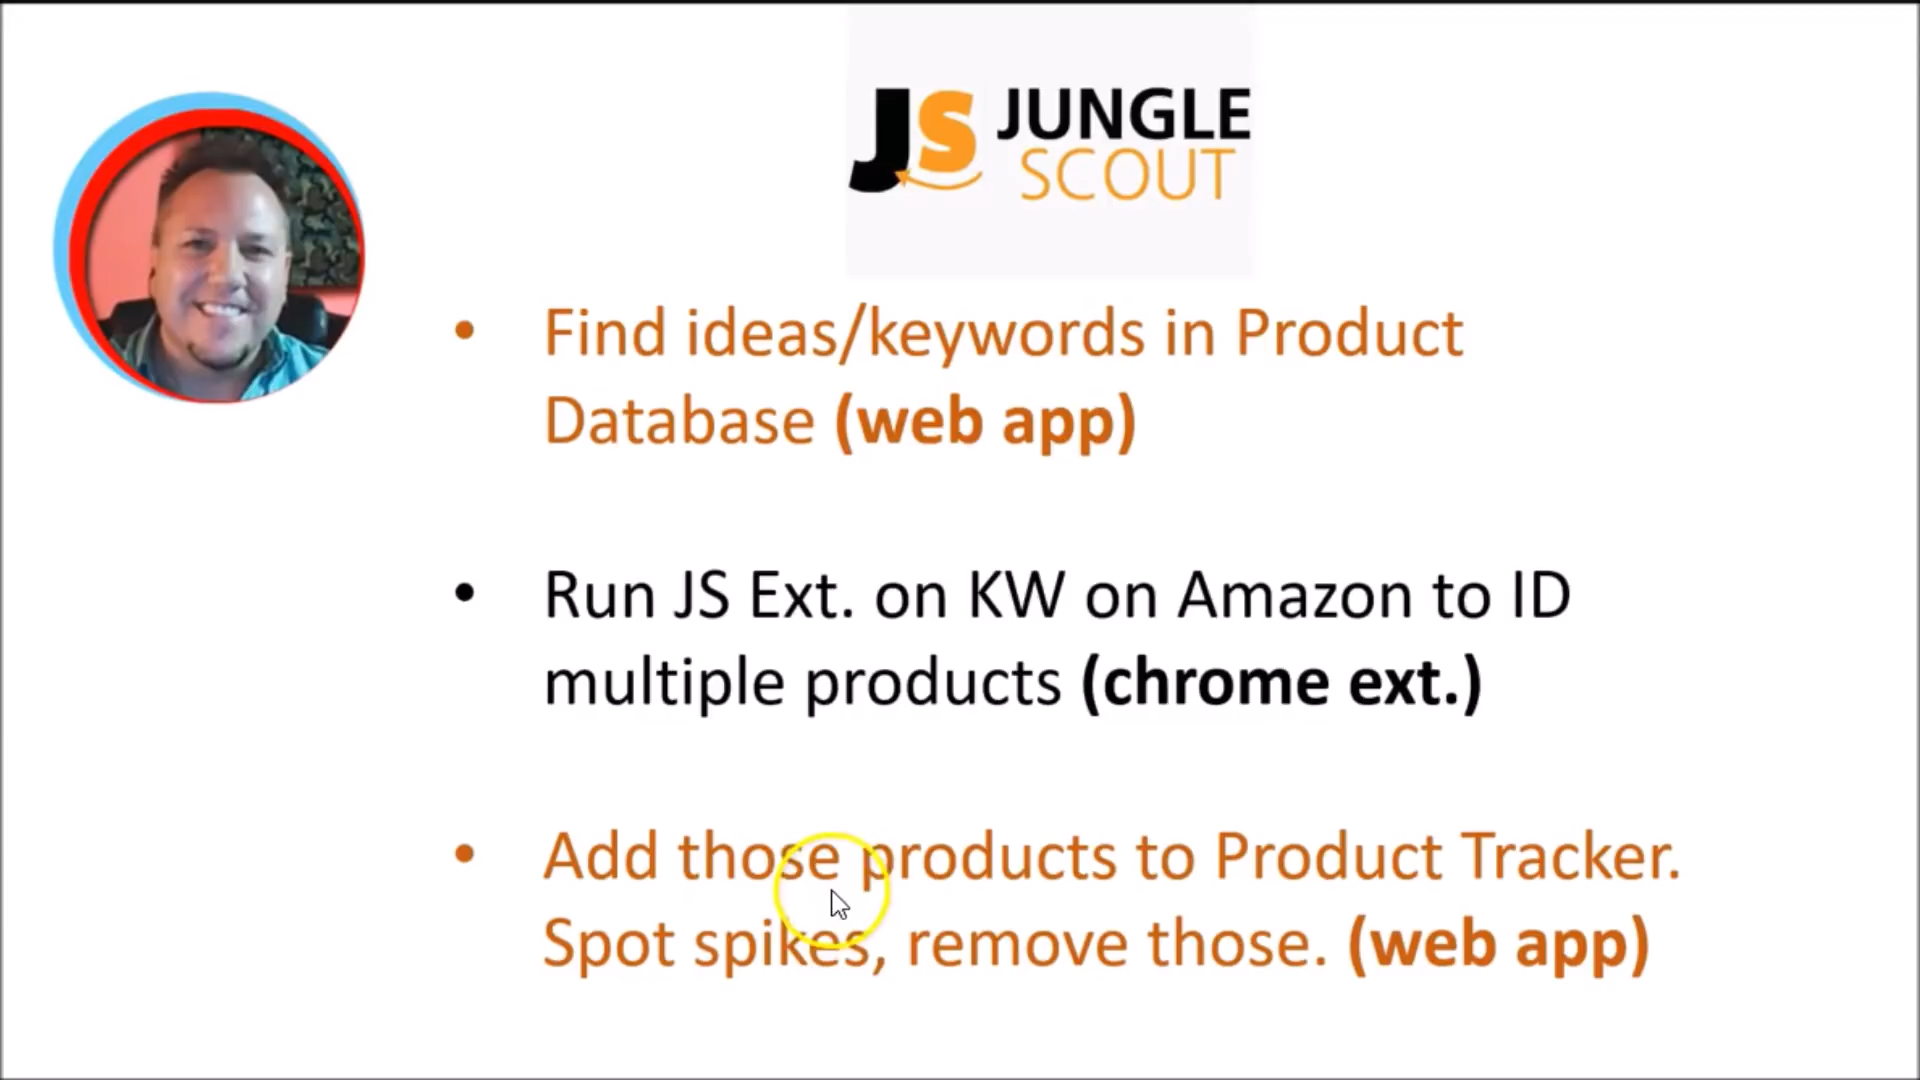 JS JUNGLE
SCOUT
• Find ideas/keywords in Product
Database (web app)
• Run JS Ext. on KW on Amazon to ID
multiple products (chrome ext.)
• Add those products to Product Tracker.
Spot spikes, remove those. (web app)